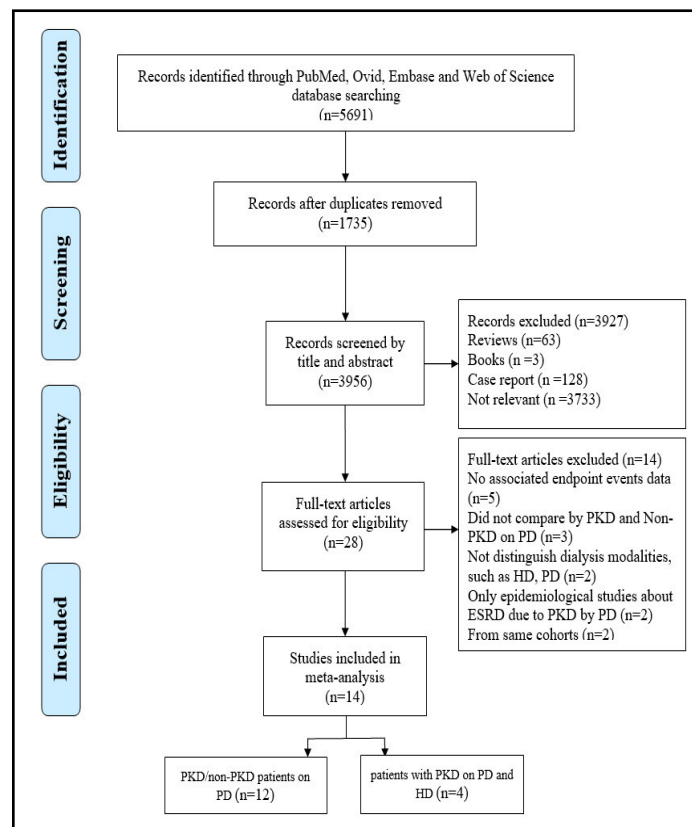 Identification
Records identified through PubMed, Ovid, Embase and Web of Science
database searching
(n=5691)
Records after duplicates removed
(n=1735)
Screening
Records screened by
title and abstract
(n=3956)
Records excluded (n=3927)
Reviews (n=63)
Books (n =3)
Case report (n =128)
Not relevant (n =3733)
Eligibility
Full-text articles
assessed for eligibility
(n=28)
Full-text articles excluded (n=14)
No associated endpoint events data
(n=5)
Did not compare by PKD and Non-
PKD on PD (n=3)
Not distinguish dialysis modalities,
such as HD, PD (n=2)
Only epidemiological studies about
ESRD due to PKD by PD (n=2)
From same cohorts (n=2)
Included
Studies included in
meta-analysis
(n=14)
PKD/non-PKD patients on
PD (n=12)
patients with PKD on PD and
HD (n=4)